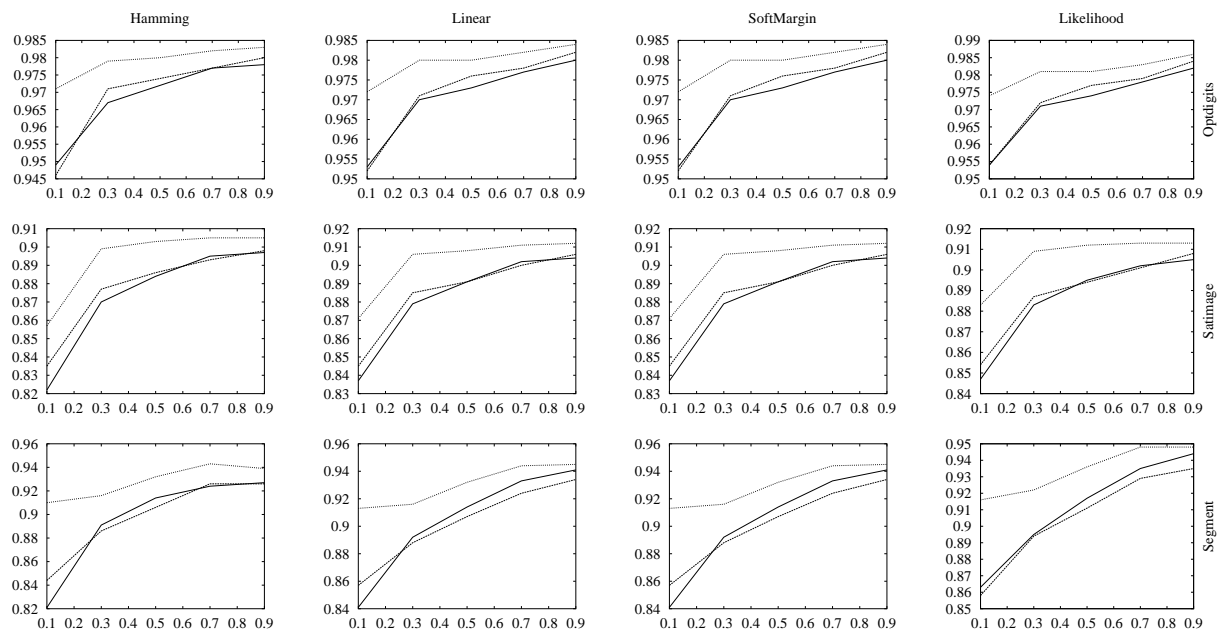 Hamming Linear SoftMargin Likelihood
0.985 0.985 0.985 0.99
0.98 0.98 0.98 0.985
0.975 0.975 0.975 0.98
0.97 0.97 0.97 0.975
0.965 0.965 0.965 0.97
0.96 0.96 0.96 0.965
0.955 0.955 0.955 0.96
0.95 0.95 0.95 0.955
0.945 0.95
0.1 0.2 0.3 0.4 0.5 0.6 0.7 0.8 0.9 0.1 0.2 0.3 0.4 0.5 0.6 0.7 0.8 0.9 0.1 0.2 0.3 0.4 0.5 0.6 0.7 0.8 0.9 0.1 0.2 0.3 0.4 0.5 0.6 0.7 0.8 0.9
Optdigits
0.91 0.92 0.92 0.92
0.9 0.91 0.91 0.91
0.89 0.9 0.9 0.9
0.88 0.89 0.89 0.89
0.87 0.88 0.88 0.88
0.86 0.87 0.87 0.87
0.85 0.86 0.86 0.86
0.84 0.85 0.85 0.85
0.83 0.84 0.84 0.84
0.82 0.83 0.83
0.1 0.2 0.3 0.4 0.5 0.6 0.7 0.8 0.9 0.1 0.2 0.3 0.4 0.5 0.6 0.7 0.8 0.9 0.1 0.2 0.3 0.4 0.5 0.6 0.7 0.8 0.9 0.1 0.2 0.3 0.4 0.5 0.6 0.7 0.8 0.9
Satimage
0.96 0.96 0.96 0.95
0.94 0.94 0.94 0.94
0.92 0.92 0.92 0.93
0.9 0.9 0.9 0.92
0.88 0.88 0.88 0.91
0.86 0.86 0.86 0.9
0.84 0.84 0.84 0.89
0.82 0.88
0.87
0.86
0.85
0.1 0.2 0.3 0.4 0.5 0.6 0.7 0.8 0.9 0.1 0.2 0.3 0.4 0.5 0.6 0.7 0.8 0.9 0.1 0.2 0.3 0.4 0.5 0.6 0.7 0.8 0.9 0.1 0.2 0.3 0.4 0.5 0.6 0.7 0.8 0.9
Segment